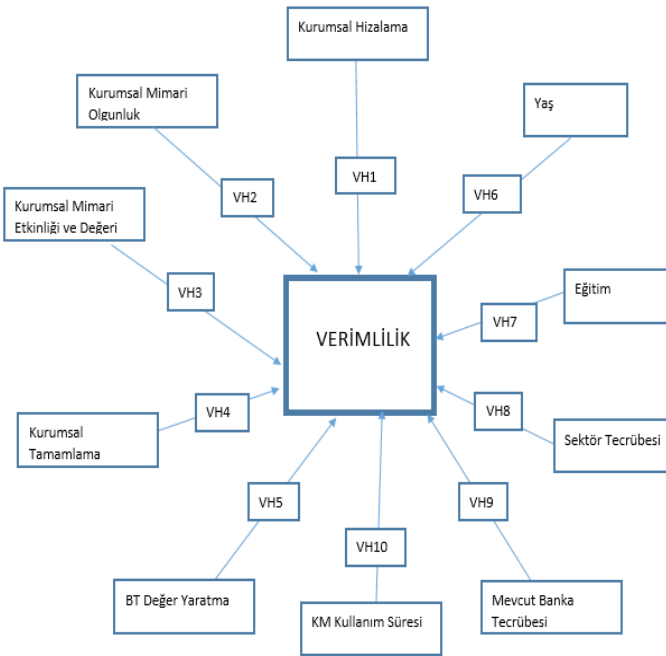 Kurumsal Hizalama
Kurumsal Mimari
Olgunluk
Yaş
VH1
VH2
VH6
Kurumsal Mimari
Etkinliği ve Değeri
VH3
Eğitim
VH7
VERİMLİLİK
VH4
VH8
Kurumsal
Tamamlama
Sektör Tecrübesi
VH5
VH9
VH10
BT Değer Yaratma
KM Kullanım Süresi
Mevcut Banka
Tecrübesi